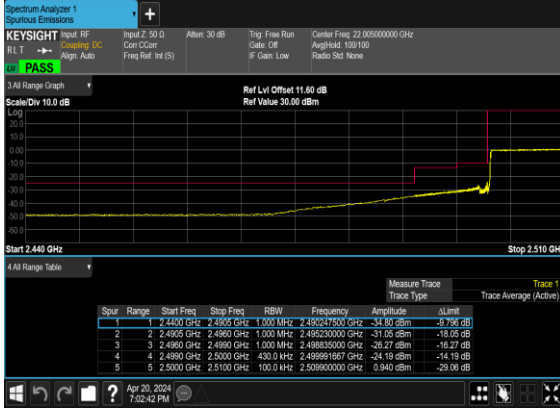 Spectrum Analyzer 1
Spurious Emissions
+
KEYSIGHT Input: RF
RLT Coupling: DC
Align: Auto
Input Z: 50 Ω
Corr CCorr
Freq Ref: Int (S)
Atten: 30 dB
Trig: Free Run
Gate: Off
IF Gain: Low
Center Freq: 22.005000000 GHz
Avg|Hold: 100/100
Radio Std: None
PASS
3 All Range Graph
Ref Lvl Offset 11.60 dB
Scale/Div 10.0 dB
Ref Value 30.00 dBm
Log
20.0
10.0
0.00
-10.0
-20.0
-30.0
-40.0
-50.0
-60.0
Start 2.440 GHz
Stop 2.510 GH
4 All Range Table
Measure Trace Trace 1
Trace Type Trace Average (Active)
Spur Range Start Freq Stop Freq RBW Frequency Amplitude ΔLimit
1 1 2.4400 GHz 2.4905 GHz 1.000 MHz 2.490247500 GHz -34.80 dBm -9.796 dB
2 2 2.4905 GHz 2.4960 GHz 1.000 MHz 2.495230000 GHz -31.05 dBm -18.05 dB
3 3 2.4960 GHz 2.4990 GHz 1.000 MHz 2.498835000 GHz -26.27 dBm -16.27 dB
4 4 2.4990 GHz 2.5000 GHz 430.0 kHz 2.499991667 GHz -24.19 dBm -14.19 dB
5 5 2.5000 GHz 2.5100 GHz 100.0 kHz 2.509900000 GHz 0.940 dBm -29.06 dB
?
Apr 20, 2024
7:02:42 PM